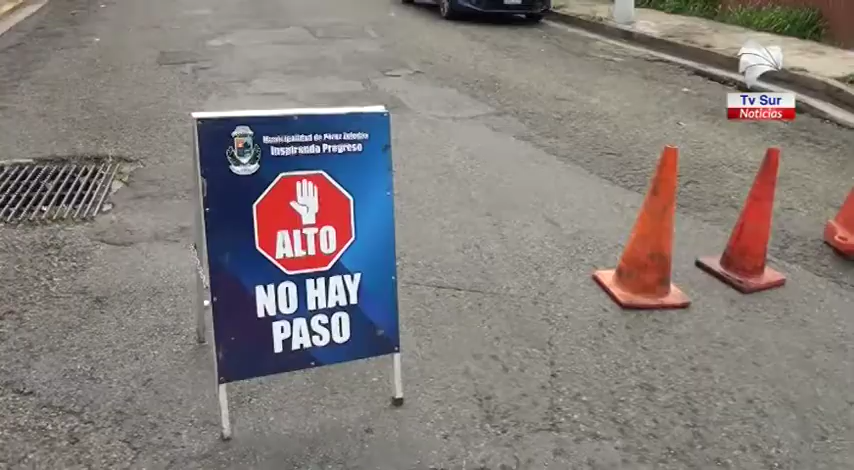 Municipalidad de Pérez Zeledón
Inspirando Progreso
ALTO
NO HAY
PASO
Tv Sur
Noticias